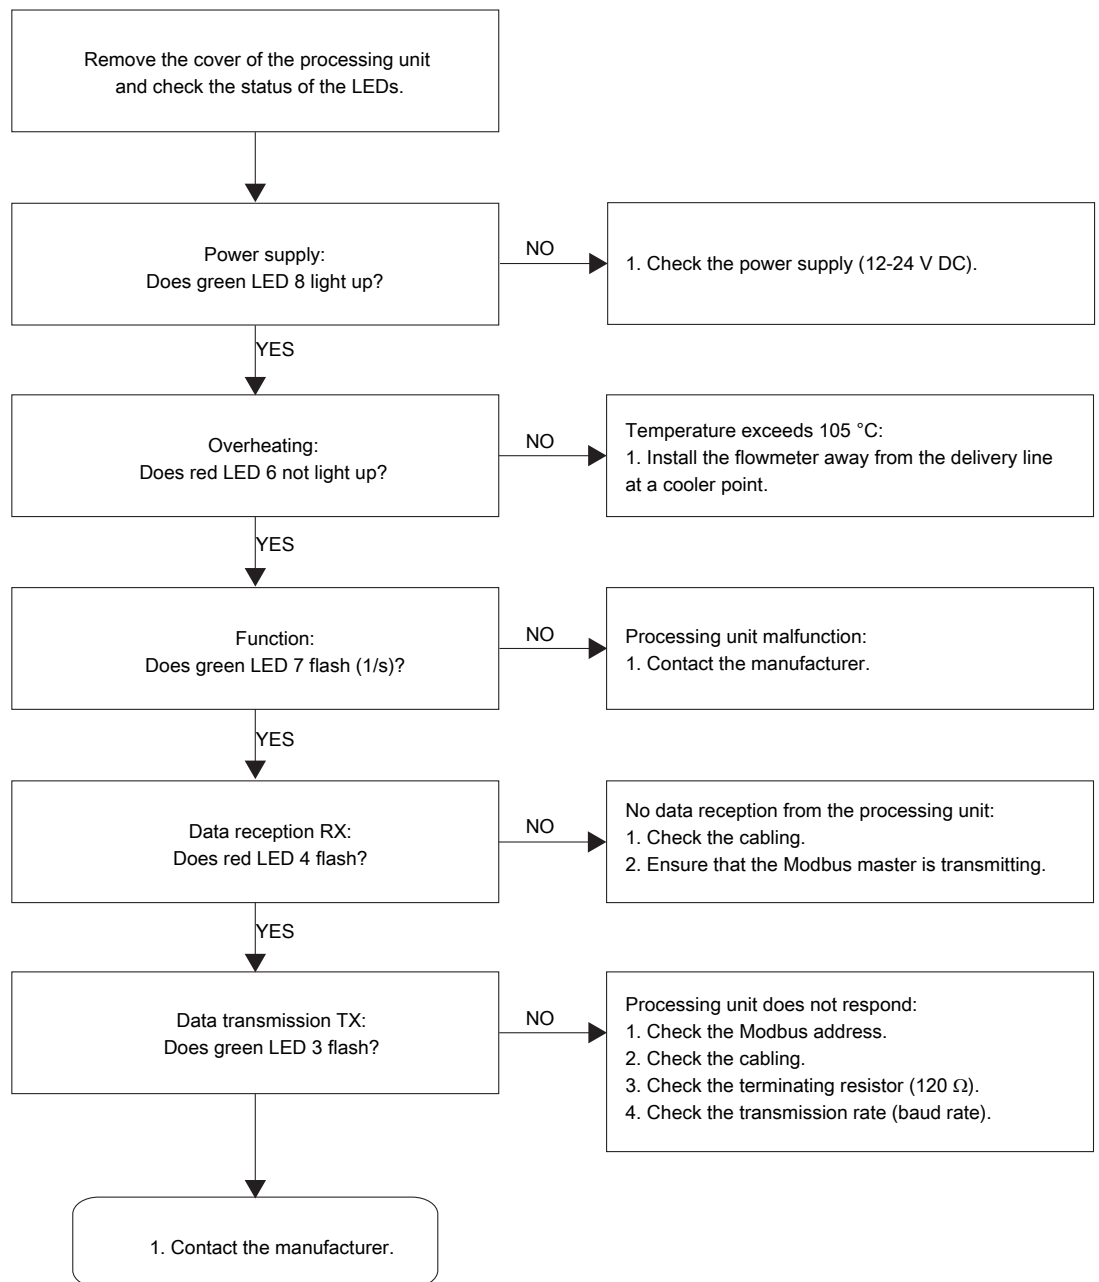 Remove the cover of the processing unit
and check the status of the LEDs.
Power supply:
Does green LED 8 light up?
NO
1. Check the power supply (12-24 V DC).
YES
Overheating:
Does red LED 6 not light up?
NO
Temperature exceeds 105 °C:
1. Install the flowmeter away from the delivery line
at a cooler point.
YES
Function:
Does green LED 7 flash (1/s)?
NO
Processing unit malfunction:
1. Contact the manufacturer.
YES
Data reception RX:
Does red LED 4 flash?
NO
No data reception from the processing unit:
1. Check the cabling.
2. Ensure that the Modbus master is transmitting.
YES
Data transmission TX:
Does green LED 3 flash?
NO
Processing unit does not respond:
1. Check the Modbus address.
2. Check the cabling.
3. Check the terminating resistor (120 Ω).
4. Check the transmission rate (baud rate).
1. Contact the manufacturer.